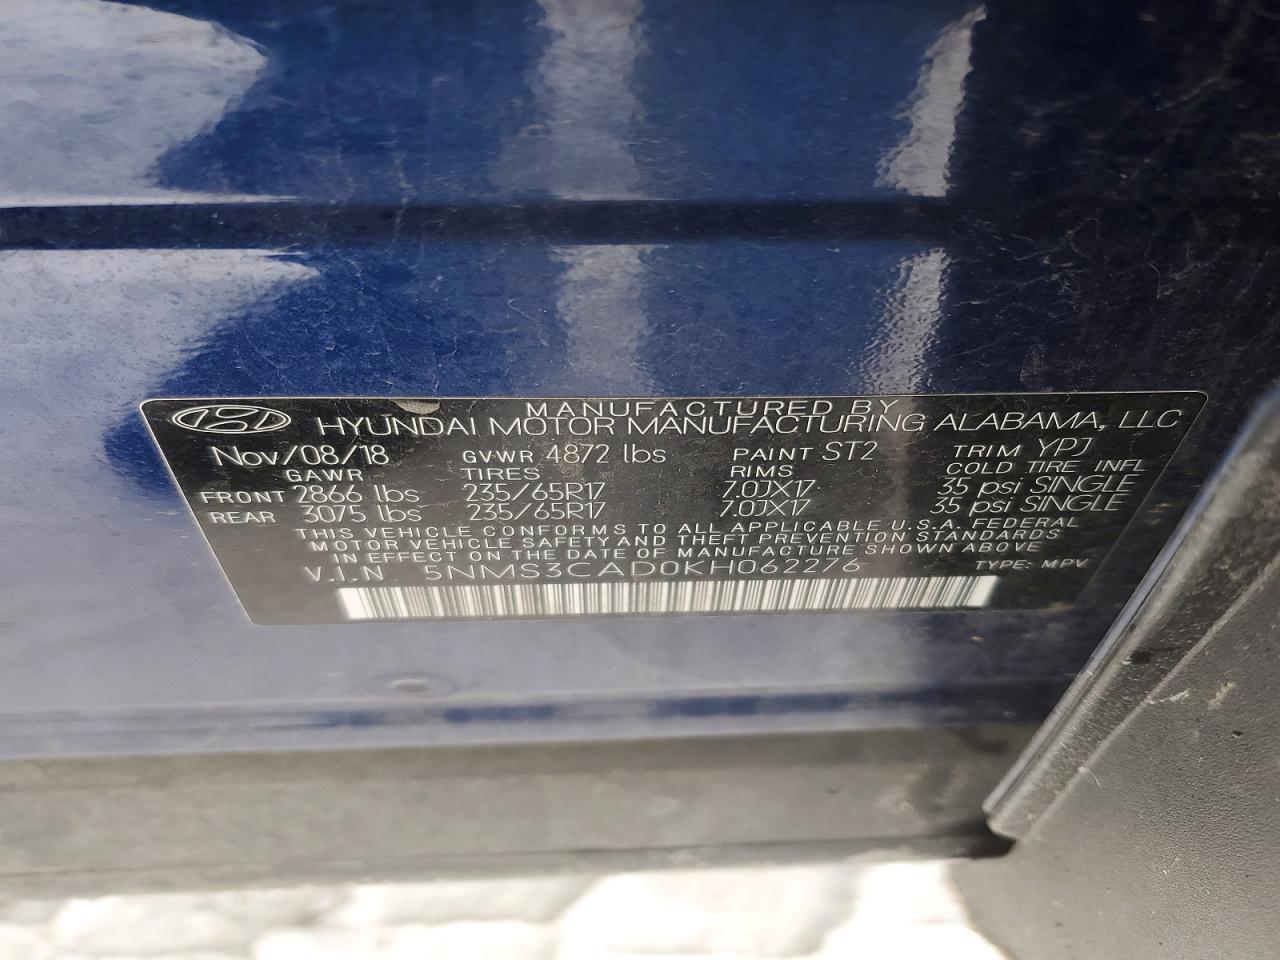 MANUFACTURED BY
HYUNDAI MOTOR MANUFACTURING ALABAMA, LLC
Nov/08/18 GVWR 4872 lbs PAINT ST2 TRIM YPJ
GAWR TIRES RIMS COLD TIRE INFL
FRONT 2866 lbs 235/65R17 7.0JX17 35 psi SINGLE
REAR 3075 lbs 235/65R17 7.0JX17 35 psi SINGLE
THIS VEHICLE CONFORMS TO ALL APPLICABLE U.S.A. FEDERAL
MOTOR VEHICLE SAFETY AND THEFT PREVENTION STANDARDS
IN EFFECT ON THE DATE OF MANUFACTURE SHOWN ABOVE
V.I.N 5NMS3CAD0KH062276 TYPE: MPV